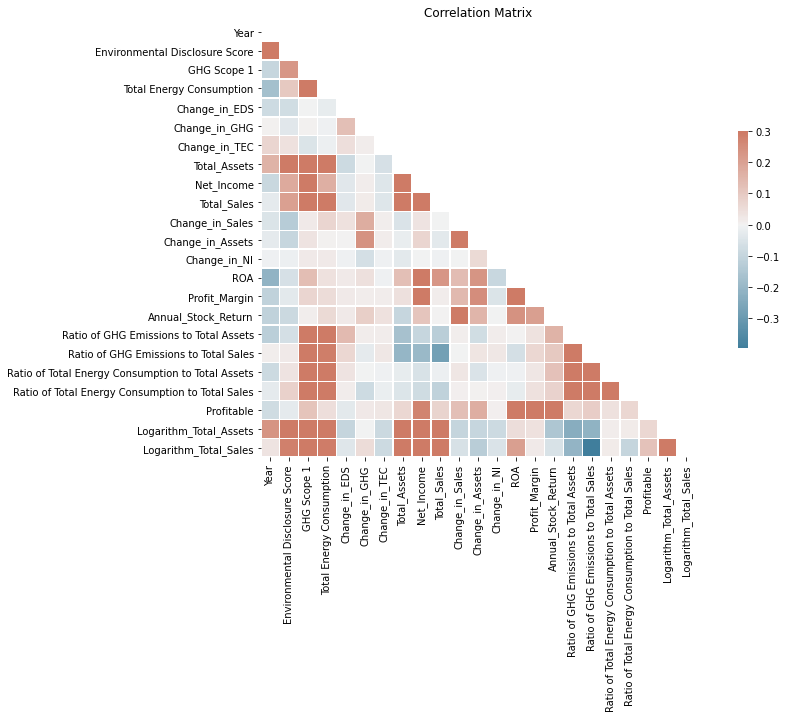 Correlation Matrix
Year
Environmental Disclosure Score
GHG Scope 1
Total Energy Consumption
Change_in_EDS
Change_in_GHG
Change_in_TEC
Total_Assets
Net_Income
Total_Sales
Change_in_Sales
Change_in_Assets
Change_in_NI
ROA
Profit_Margin
Annual_Stock_Return
Ratio of GHG Emissions to Total Assets
Ratio of GHG Emissions to Total Sales
Ratio of Total Energy Consumption to Total Assets
Ratio of Total Energy Consumption to Total Sales
Profitable
Logarithm_Total_Assets
Logarithm_Total_Sales
Year
Environmental Disclosure Score
GHG Scope 1
Total Energy Consumption
Change_in_EDS
Change_in_GHG
Change_in_TEC
Total_Assets
Net_Income
Total_Sales
Change_in_Sales
Change_in_Assets
Change_in_NI
ROA
Profit_Margin
Annual_Stock_Return
Ratio of GHG Emissions to Total Assets
Ratio of GHG Emissions to Total Sales
Ratio of Total Energy Consumption to Total Assets
Ratio of Total Energy Consumption to Total Sales
Profitable
Logarithm_Total_Assets
Logarithm_Total_Sales
0.3
0.2
0.1
0.0
−0.1
−0.2
−0.3